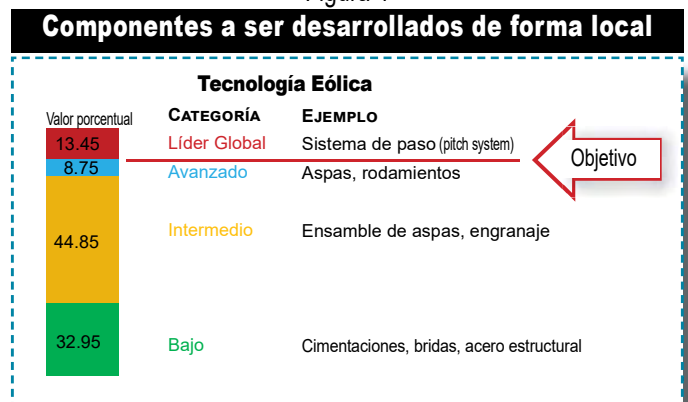 Componentes a ser desarrollados de forma local
Tecnología Eólica
Valor porcentual CATEGORÍA EJEMPLO
13.45 Líder Global Sistema de paso (pitch system)
Objetivo
8.75 Avanzado Aspas, rodamientos
44.85 Intermedio Ensamble de aspas, engranaje
32.95 Bajo Cimentaciones, bridas, acero estructural